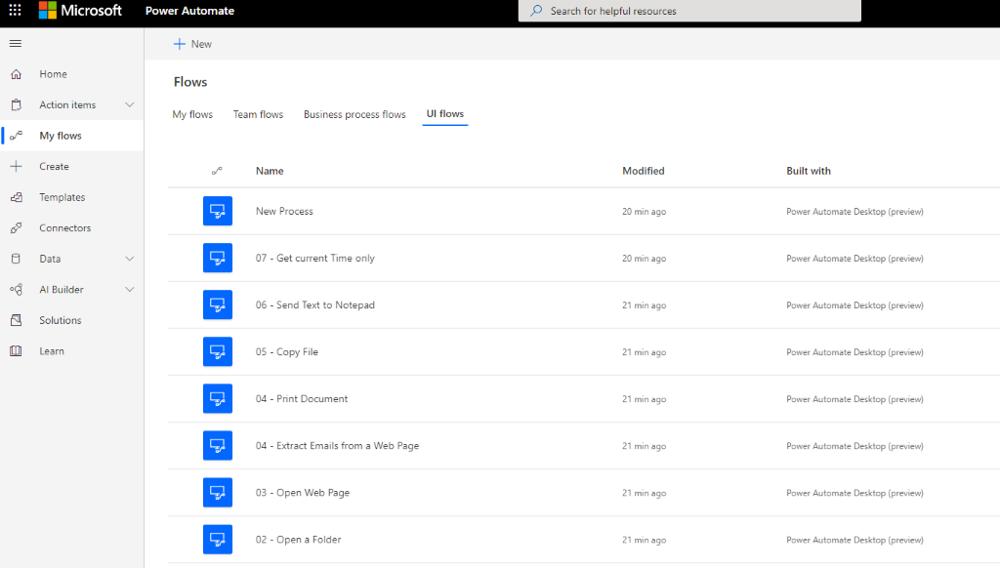 Microsoft Power Automate Search for helpful resources
New
Home
Action items
My flows
Create
Templates
Connectors
Data
AI Builder
Solutions
Learn
Flows
My flows Team flows Business process flows UI flows
Name Modified Built with
New Process 20 min ago Power Automate Desktop (preview)
07 - Get current Time only 20 min ago Power Automate Desktop (preview)
06 - Send Text to Notepad 21 min ago Power Automate Desktop (preview)
05 - Copy File 21 min ago Power Automate Desktop (preview)
04 - Print Document 21 min ago Power Automate Desktop (preview)
04 - Extract Emails from a Web Page 21 min ago Power Automate Desktop (preview)
03 - Open Web Page 21 min ago Power Automate Desktop (preview)
02 - Open a Folder 21 min ago Power Automate Desktop (preview)